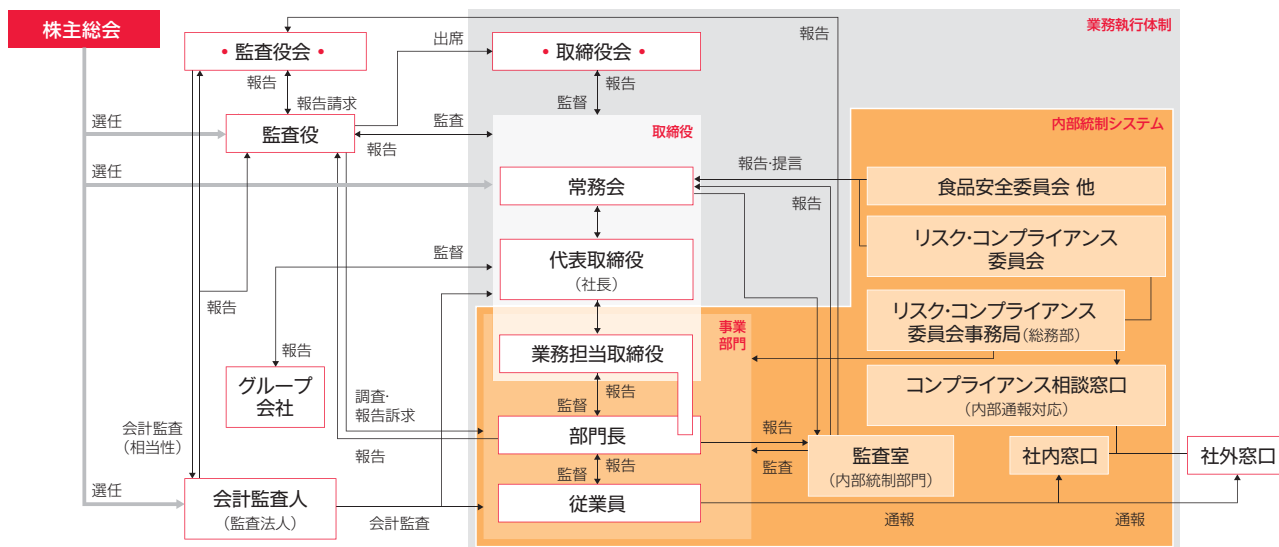 株主総会
業務執行体制
監査役会
出席
取締役会
報告
報告
報告請求
監督
報告
選任
監査役
監査
報告
取締役
内部統制システム
選任
常務会
報告・提言
報告
食品安全委員会 他
リスク・コンプライアンス
委員会
監督
代表取締役
(社長)
報告
リスク・コンプライアンス
委員会事務局(総務部)
事業
部門
業務担当取締役
報告
グループ
会社
調査・
報告訴求
監督
報告
コンプライアンス相談窓口
(内部通報対応)
会計監査
(相当性)
部門長
報告
報告
監督
報告
監査
監査室
(内部統制部門)
社内窓口
社外窓口
選任
会計監査人
(監査法人)
会計監査
従業員
通報
通報